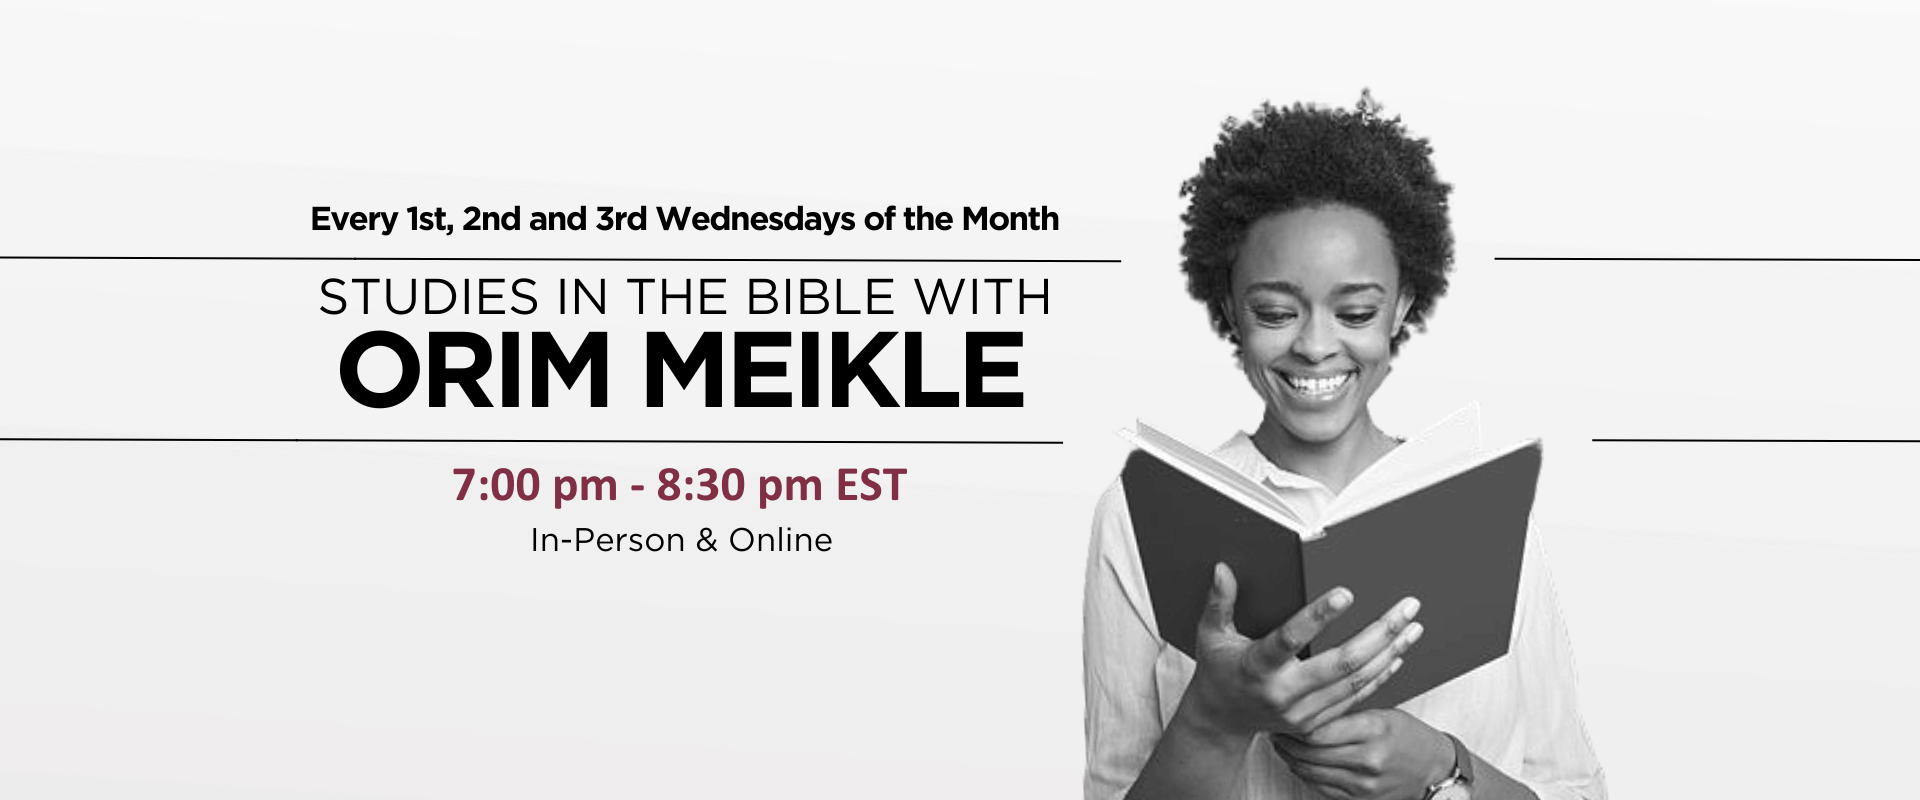 Every 1st, 2nd and 3rd Wednesdays of the Month
STUDIES IN THE BIBLE WITH
ORIM MEIKLE
7:00 pm - 8:30 pm EST
In-Person & Online